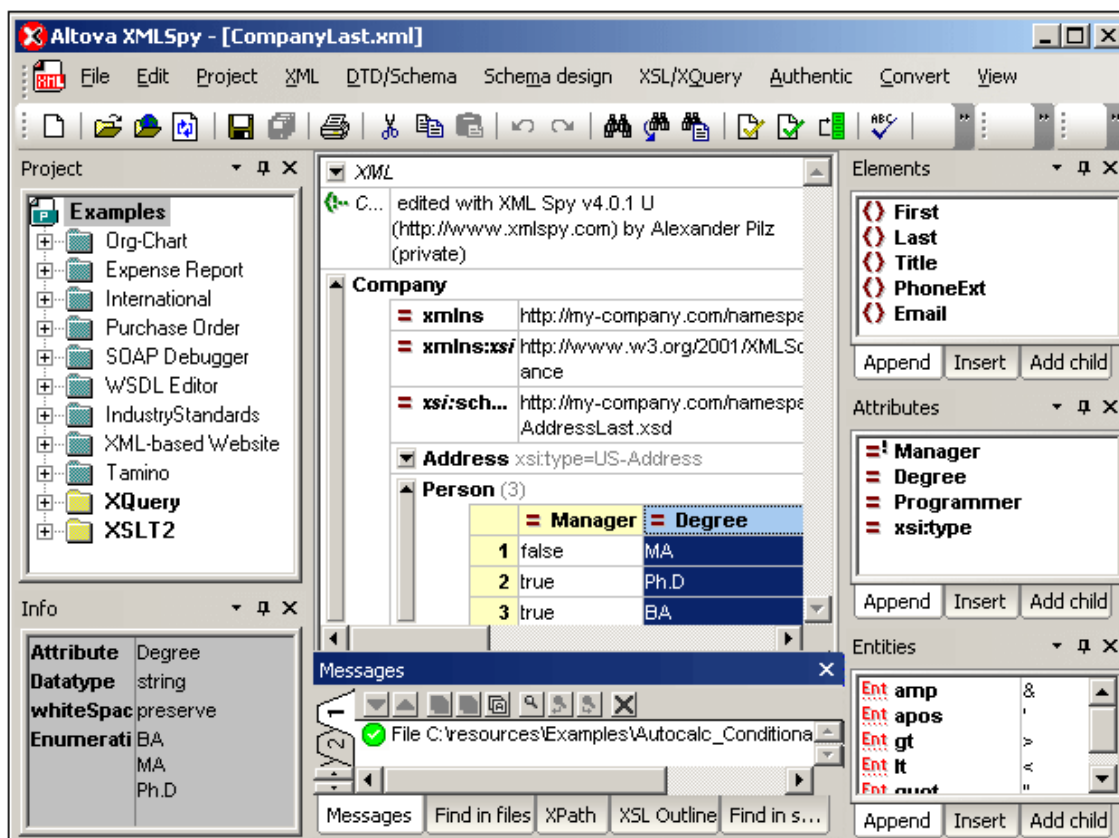 Altova XMLSpy - [CompanyLast.xml]
File Edit Project XML DTD/Schema Schema design XSL/XQuery Authentic Convert View
Project
Examples
Org-Chart
Expense Report
International
Purchase Order
SOAP Debugger
WSDL Editor
IndustryStandards
XML-based Website
Tamino
XQuery
XSLT2
Info
Attribute Degree
Datatype string
whiteSpac preserve
Enumerati BA
MA
Ph.D
XML
C... edited with XML Spy v4.0.1 U
(http://www.xmlspy.com) by Alexander Pilz
(private)
Company
= xmlns http://my-company.com/namespa
= xmlns:xsi http://www.w3.org/2001/XMLSc
ance
= xsi:sch... http://my-company.com/namespa
AddressLast.xsd
Address xsi:type=US-Address
Person (3)
= Manager = Degree
1 false MA
2 true Ph.D
3 true BA
Messages
1
2
File C:\resources\Examples\Autocalc_Conditiona
Messages Find in files XPath XSL Outline Find in s...
Elements
First
Last
Title
PhoneExt
Email
Append Insert Add child
Attributes
=! Manager
= Degree
= Programmer
= xsi:type
Append Insert Add child
Entities
Ent amp &
Ent apos '
Ent gt >
Ent lt <
Ent quot "
Append Insert Add child